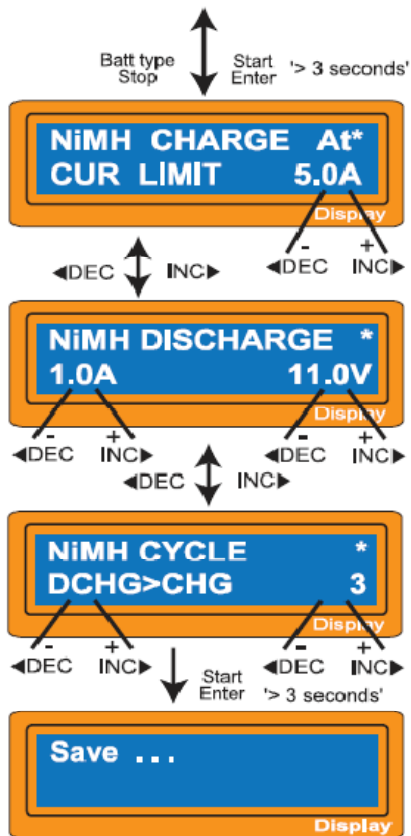 Batt type Start '> 3 seconds'
Stop Enter
NiMH CHARGE At*
CUR LIMIT 5.0A
Display
- +
◀DEC INC▶ ◀DEC INC▶
NiMH DISCHARGE *
1.0A 11.0V
Display
- + - +
◀DEC INC▶ ◀DEC INC▶
◀DEC INC▶
NiMH CYCLE *
DCHG>CHG 3
Display
- + - +
◀DEC INC▶ ◀DEC INC▶
Start
Enter '> 3 seconds'
Save ...
Display